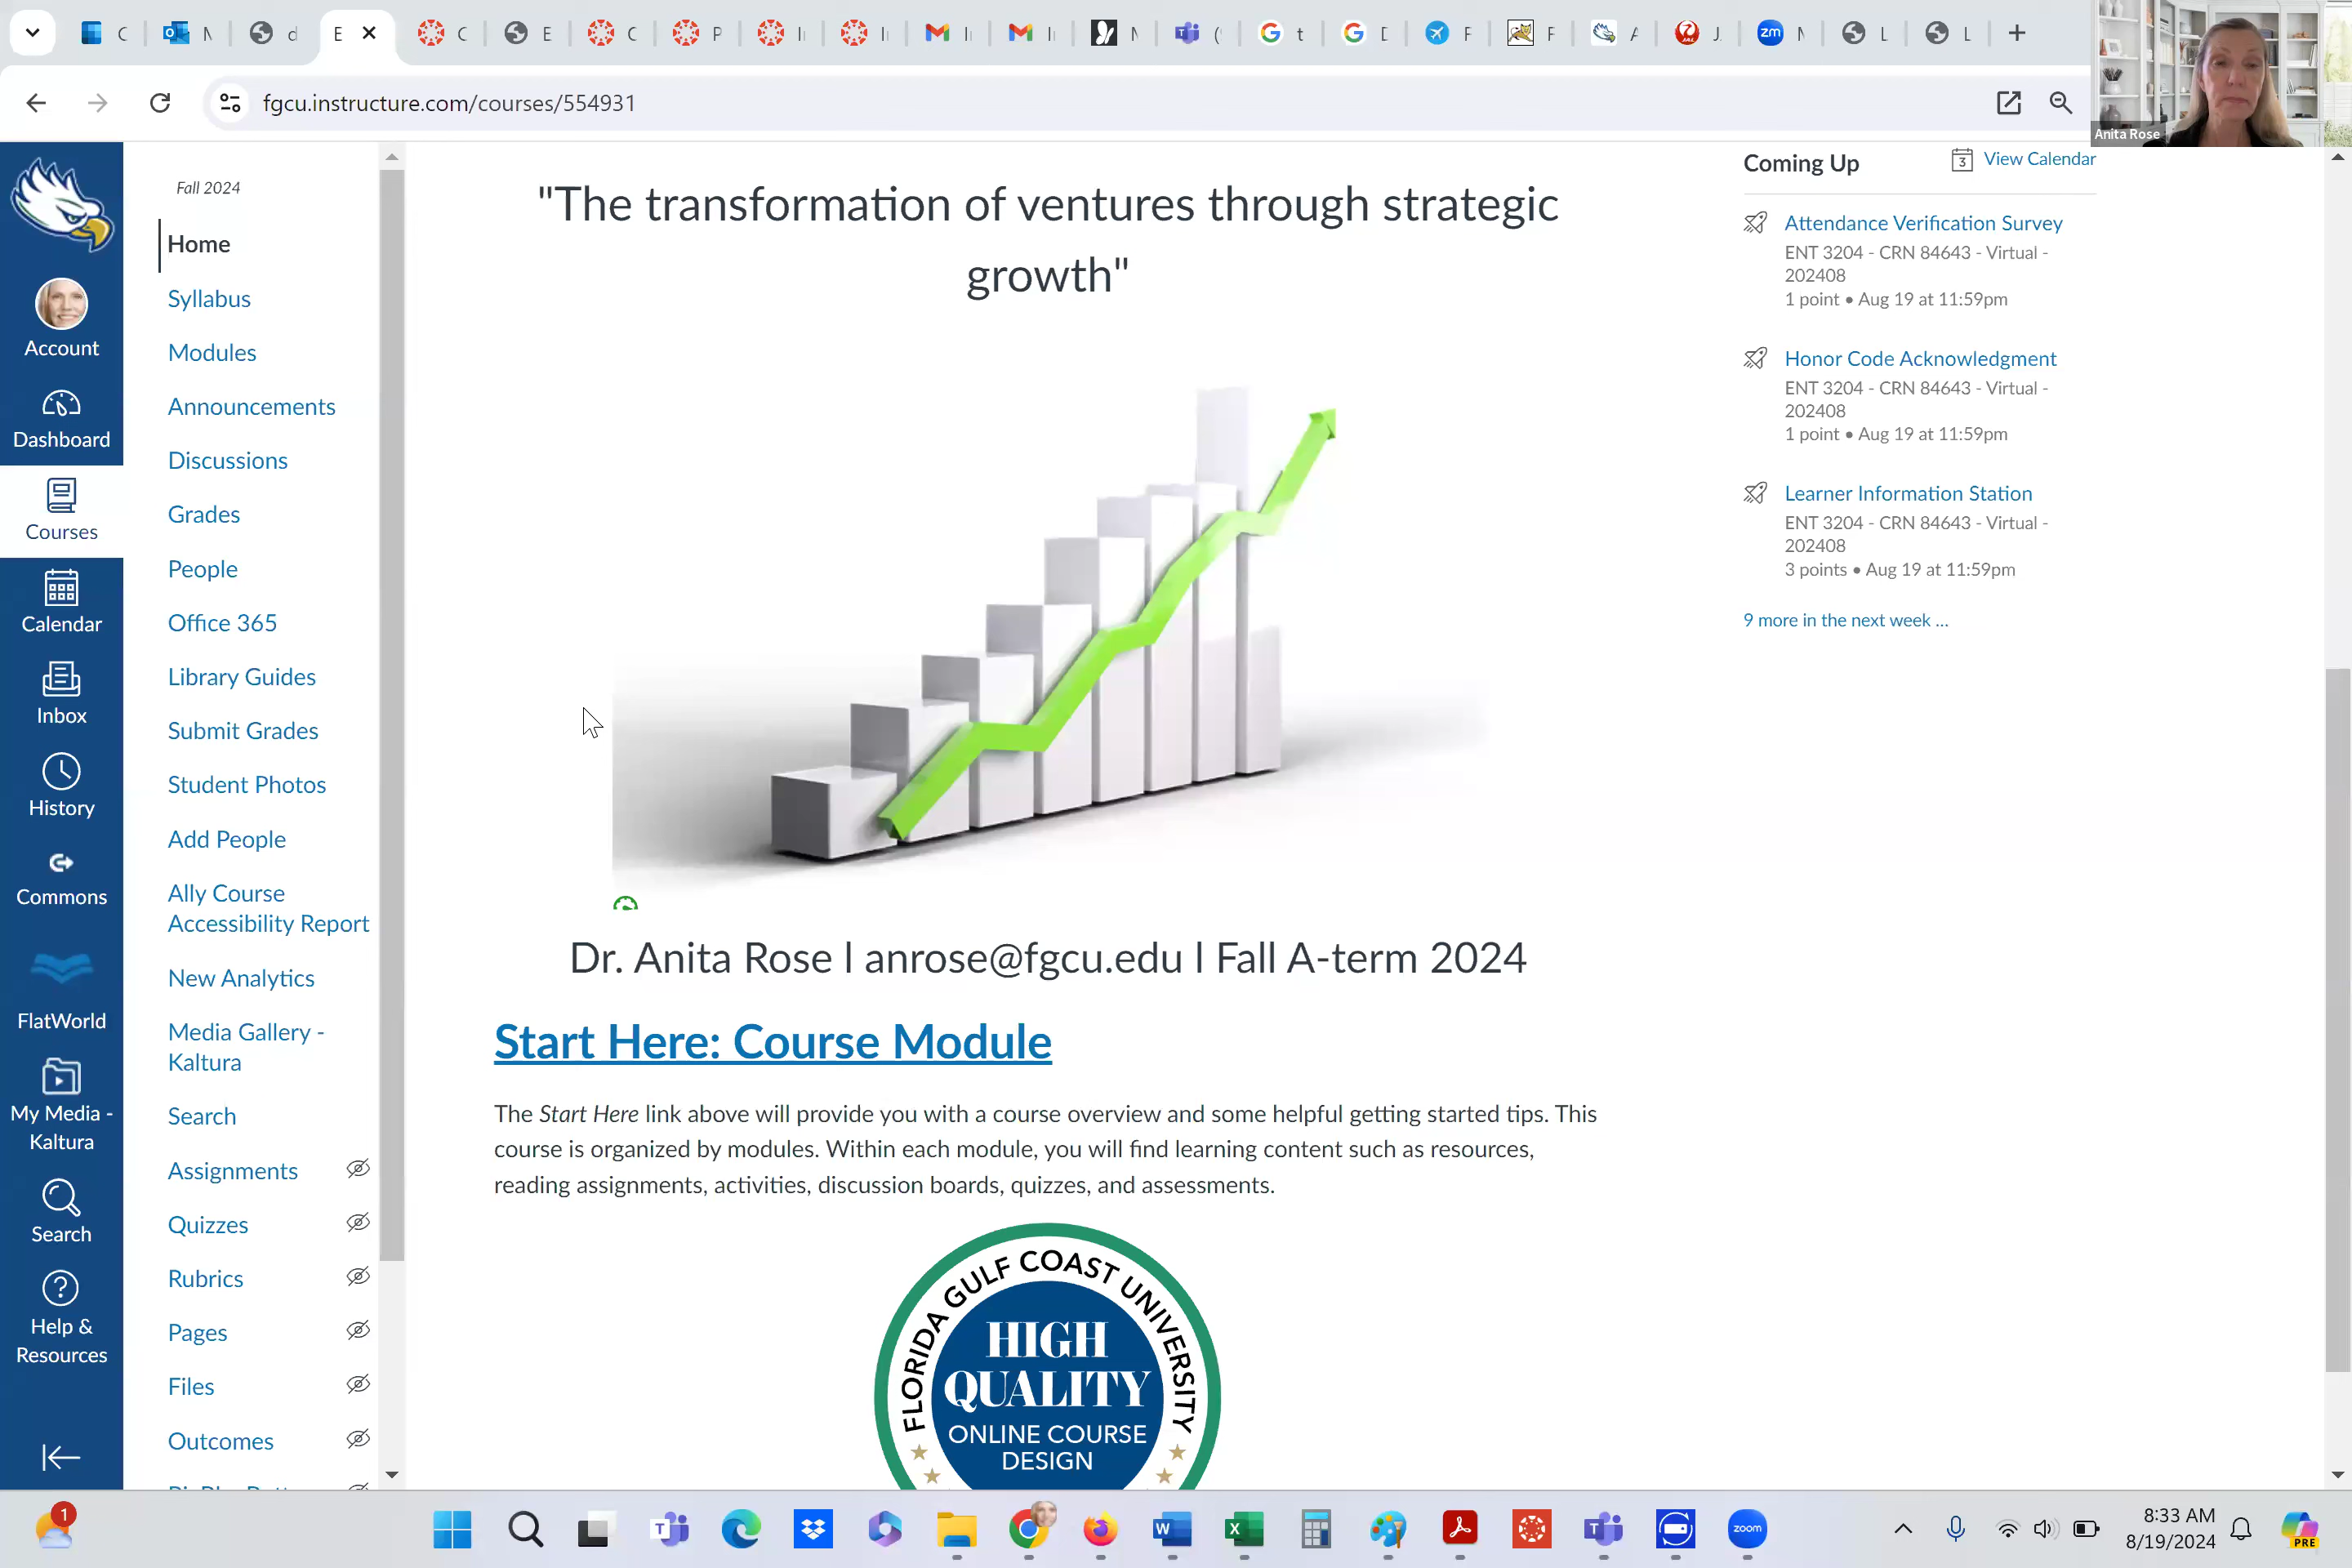 C
N
d
E
C
E
C
P
I
I
I
I
N
(
t
D
F
F
A
J
zm
N
L
L
fgcu.instructure.com/courses/554931
Anita Rose
Account
Dashboard
Courses
Calendar
Inbox
History
Commons
FlatWorld
My Media -
Kaltura
Search
Help &
Resources
Fall 2024
Home
Syllabus
Modules
Announcements
Discussions
Grades
People
Office 365
Library Guides
Submit Grades
Student Photos
Add People
Ally Course
Accessibility Report
New Analytics
Media Gallery -
Kaltura
Search
Assignments
Quizzes
Rubrics
Pages
Files
Outcomes
"The transformation of ventures through strategic
growth"
Dr. Anita Rose l anrose@fgcu.edu l Fall A-term 2024
Start Here: Course Module
The Start Here link above will provide you with a course overview and some helpful getting started tips. This
course is organized by modules. Within each module, you will find learning content such as resources,
reading assignments, activities, discussion boards, quizzes, and assessments.
FLORIDA GULF COAST UNIVERSITY
HIGH
QUALITY
ONLINE COURSE
DESIGN
Coming Up
3
View Calendar
Attendance Verification Survey
ENT 3204 - CRN 84643 - Virtual -
202408
1 point • Aug 19 at 11:59pm
Honor Code Acknowledgment
ENT 3204 - CRN 84643 - Virtual -
202408
1 point • Aug 19 at 11:59pm
Learner Information Station
ENT 3204 - CRN 84643 - Virtual -
202408
3 points • Aug 19 at 11:59pm
9 more in the next week ...
1
zoom
8:33 AM
8/19/2024
PRE